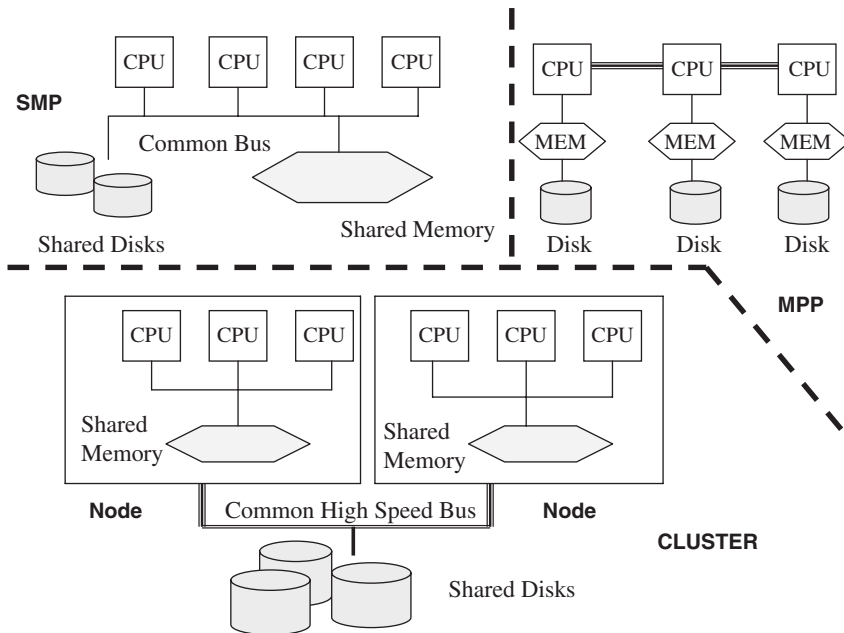 CPU CPU CPU CPU
SMP
Common Bus
Shared Disks
Shared Memory
CPU CPU CPU
MEM MEM MEM
Disk Disk Disk
MPP
CPU CPU CPU
Shared
Memory
Node
CPU CPU CPU
Shared
Memory
Node
Common High Speed Bus
CLUSTER
Shared Disks